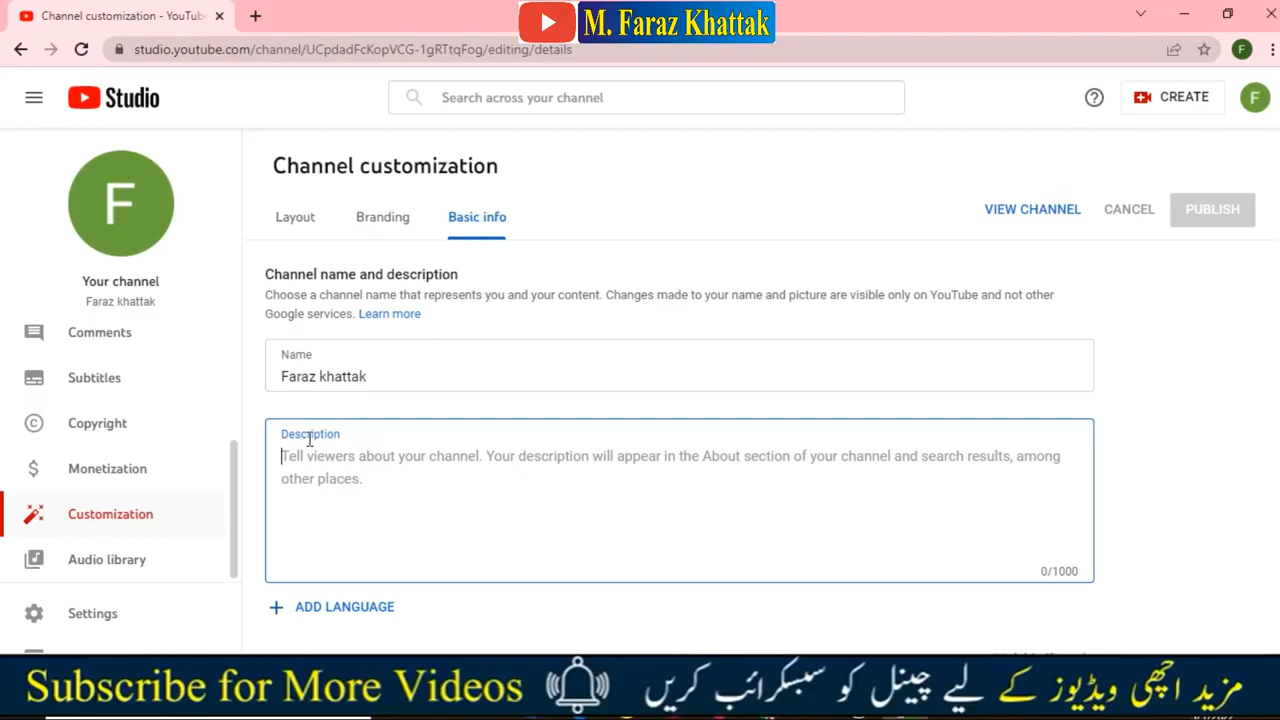 Channel customization - YouTub
M. Faraz Khattak
studio.youtube.com/channel/UCpdadFcKopVCG-1gRTtqFog/editing/details
F
Studio
Search across your channel
CREATE
F
F
Your channel
Faraz khattak
Comments
Subtitles
Copyright
Monetization
Customization
Audio library
Settings
Channel customization
Layout
Branding
Basic info
VIEW CHANNEL
CANCEL
PUBLISH
Channel name and description
Choose a channel name that represents you and your content. Changes made to your name and picture are visible only on YouTube and not other
Google services. Learn more
Name
Faraz khattak
Description
Tell viewers about your channel. Your description will appear in the About section of your channel and search results, among
other places.
0/1000
+ ADD LANGUAGE
Subscribe for More Videos
مزید اچھی ویڈیوز کے لیے چینل کو سبسکرائب کریں